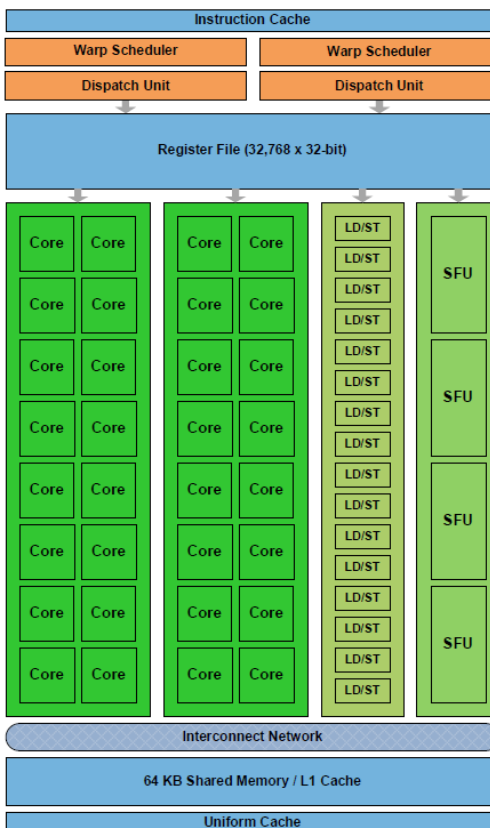 Instruction Cache
Warp Scheduler Warp Scheduler
Dispatch Unit Dispatch Unit
Register File (32,768 x 32-bit)
Core Core Core Core LD/ST
LD/ST
SFU
Core Core Core Core LD/ST
LD/ST
Core Core Core Core LD/ST
LD/ST
SFU
Core Core Core Core LD/ST
LD/ST
Core Core Core Core LD/ST
LD/ST
SFU
Core Core Core Core LD/ST
LD/ST
Core Core Core Core LD/ST
LD/ST
SFU
Core Core Core Core LD/ST
LD/ST
Interconnect Network
64 KB Shared Memory / L1 Cache
Uniform Cache